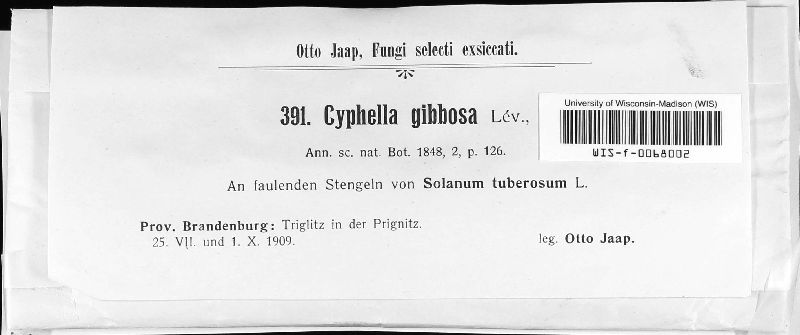 Otto Jaap, Fungi selecti exsiccati.
391. Cyphella gibbosa Lév.,
University of Wisconsin-Madison (WIS)
WIS-f-0068002
Ann. sc. nat. Bot. 1848, 2, p. 126.
An faulenden Stengeln von Solanum tuberosum L.
Prov. Brandenburg: Triglitz in der Prignitz.
25. VII. und 1. X. 1909.
leg. Otto Jaap.